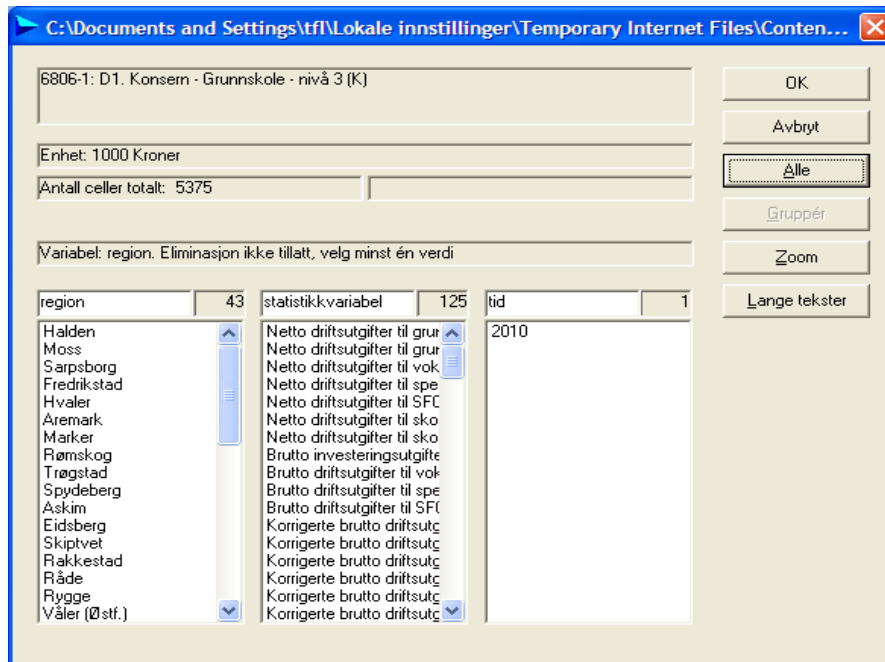 C:\Documents and Settings\tfl\Lokale innstillinger\Temporary Internet Files\Conten...
6806-1: D1. Konsern - Grunnskole - nivå 3 (K)
OK
Avbryt
Enhet: 1000 Kroner
Antall celler totalt: 5375
Alle
Gruppér
Variabel: region. Eliminasjon ikke tillatt, velg minst én verdi
Zoom
Lange tekster
region 43
Halden
Moss
Sarpsborg
Fredrikstad
Hvaler
Aremark
Marker
Rømskog
Trøgstad
Spydeberg
Askim
Eidsberg
Skiptvet
Rakkestad
Råde
Rygge
Våler (Østf.)
statistikkvariabel 125
Netto driftsutgifter til grur
Netto driftsutgifter til grur
Netto driftsutgifter til vok
Netto driftsutgifter til spe
Netto driftsutgifter til SFO
Netto driftsutgifter til sko
Netto driftsutgifter til sko
Brutto investeringsutgifte
Brutto driftsutgifter til vok
Brutto driftsutgifter til spe
Brutto driftsutgifter til SFO
Korrigerte brutto driftsutg
Korrigerte brutto driftsutg
Korrigerte brutto driftsutg
Korrigerte brutto driftsutg
Korrigerte brutto driftsutg
Korrigerte brutto driftsutg
tid 1
2010